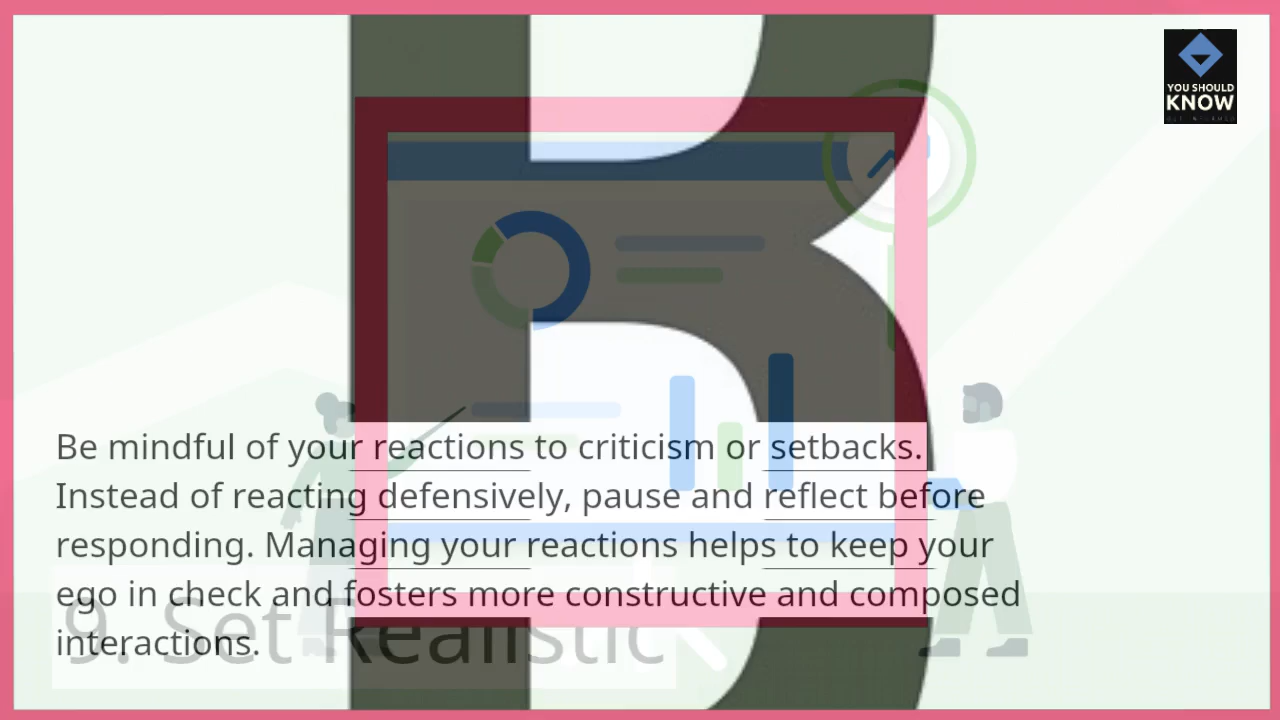 YOU SHOULD
KNOW
Be mindful of your reactions to criticism or setbacks.
Instead of reacting defensively, pause and reflect before
responding. Managing your reactions helps to keep your
ego in check and fosters more constructive and composed
interactions.
9. Set Realistic
B